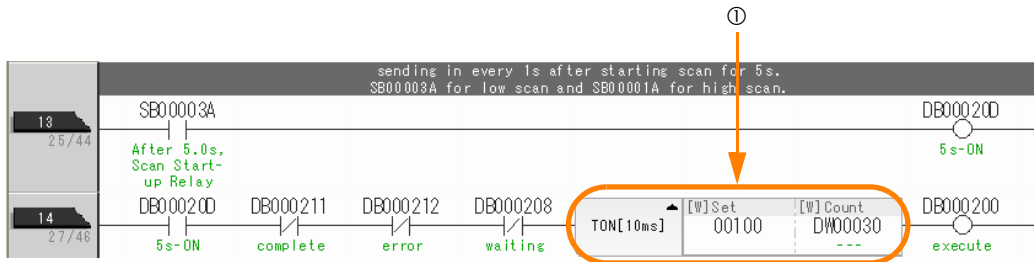 ①
sending in every 1s after starting scan for 5s.
SB00003A for low scan and SB00001A for high scan.
13
25/44
SB00003A
After 5.0s,
Scan Start-
up Relay
DB00020D
5s-ON
14
27/46
DB00020D
5s-ON
DB000211
complete
DB000212
error
DB000208
waiting
TON[10ms]
[W]Set
00100
[W]Count
DW00030
---
DB000200
execute